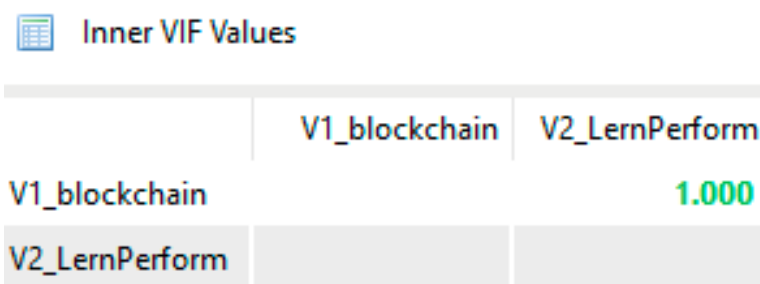 Inner VIF Values
V1_blockchain V2_LernPerform
V1_blockchain 1.000
V2_LernPerform